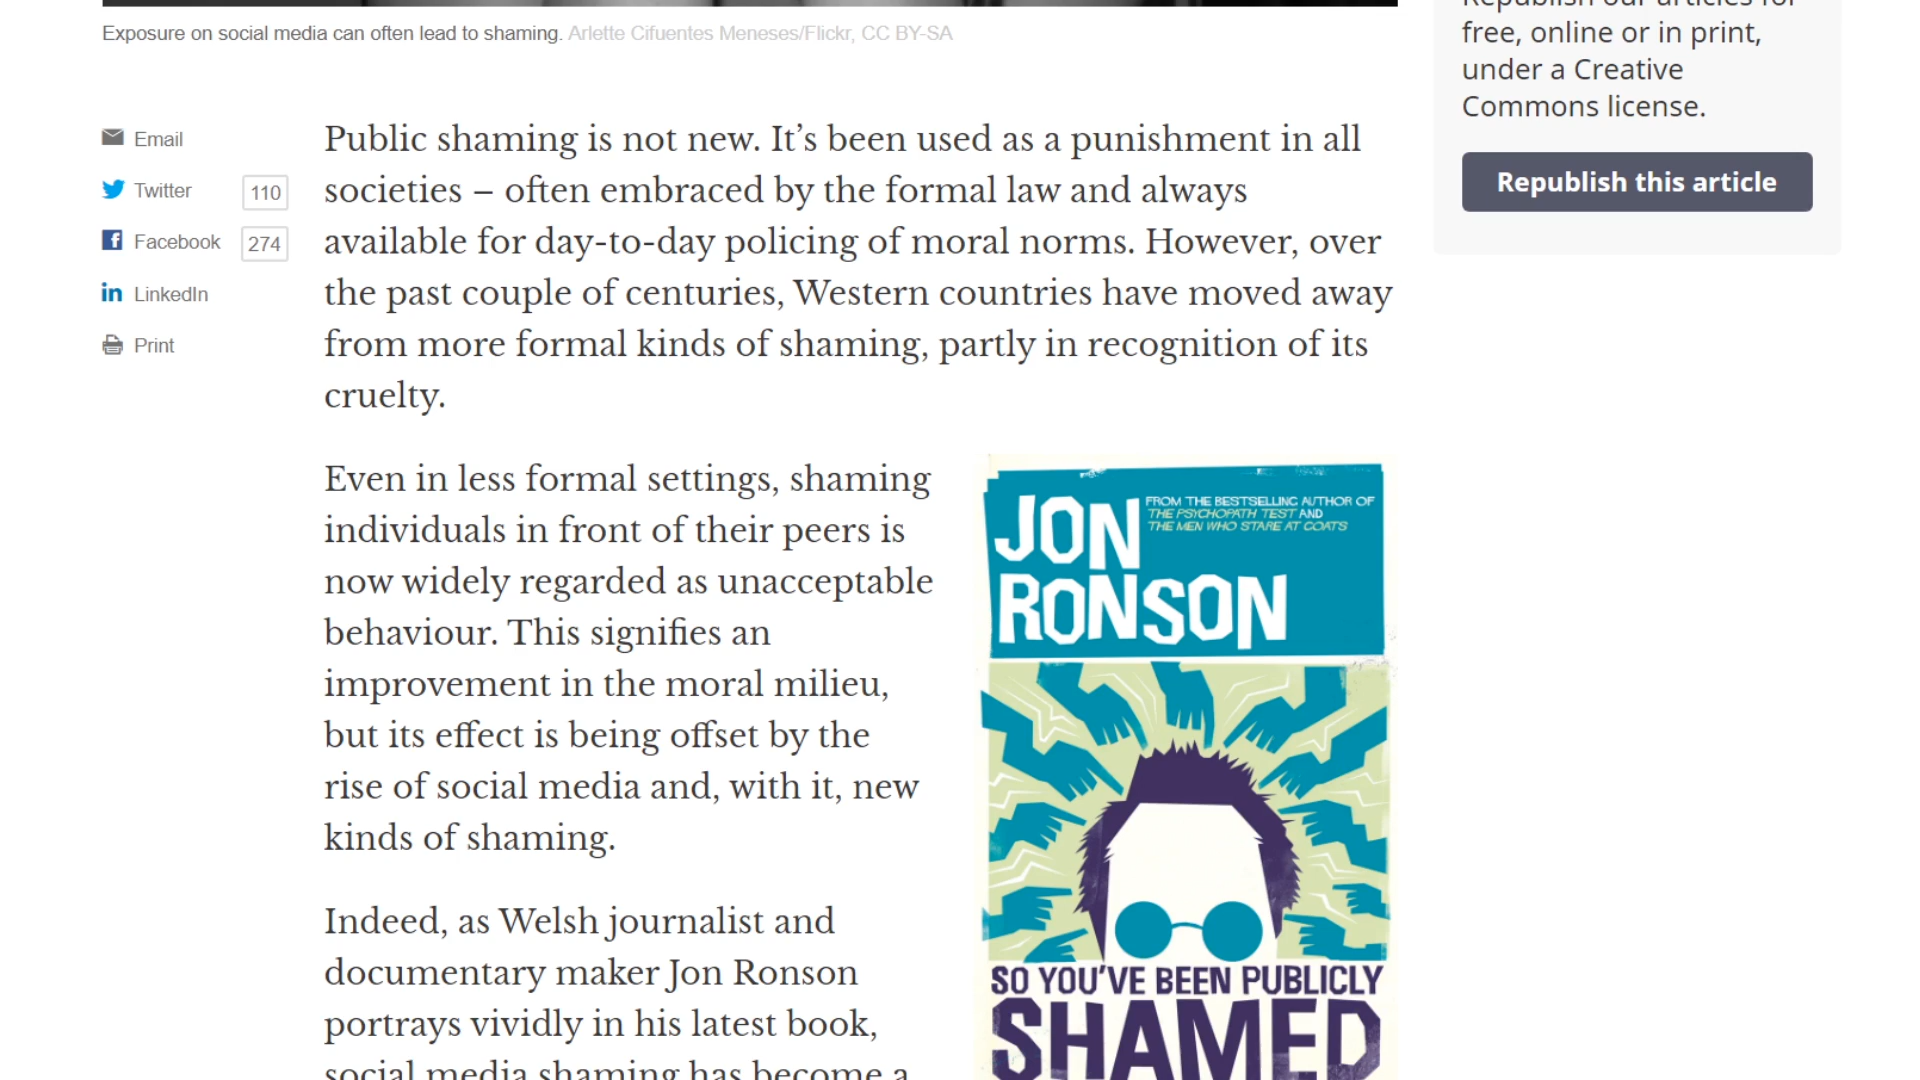 Exposure on social media can often lead to shaming. Arlette Cifuentes Meneses/Flickr, CC BY-SA
Email
Twitter 110
Facebook 274
LinkedIn
Print
Public shaming is not new. It’s been used as a punishment in all
societies – often embraced by the formal law and always
available for day-to-day policing of moral norms. However, over
the past couple of centuries, Western countries have moved away
from more formal kinds of shaming, partly in recognition of its
cruelty.
Even in less formal settings, shaming
individuals in front of their peers is
now widely regarded as unacceptable
behaviour. This signifies an
improvement in the moral milieu,
but its effect is being offset by the
rise of social media and, with it, new
kinds of shaming.
Indeed, as Welsh journalist and
documentary maker Jon Ronson
portrays vividly in his latest book,
social media shaming has become a
JON
RONSON
FROM THE BESTSELLING AUTHOR OF
THE PSYCHOPATH TEST AND
THE MEN WHO STARE AT GOATS
SO YOU’VE BEEN PUBLICLY
SHAMED
Republish our articles for
free, online or in print,
under a Creative
Commons license.
Republish this article